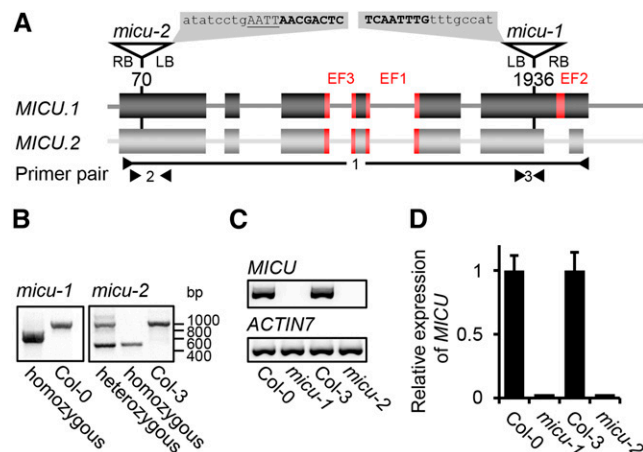 A
micu-2
atatcctgAATTAACGACTC
TCAATTTGtttgccat
micu-1
RB LB
LB RB
70
EF3
EF1
1936
EF2
MICU.1
MICU.2
Primer pair
1
2
3
B
micu-1
micu-2
bp
1000
800
600
400
homozygous
Col-0
heterozygous
homozygous
Col-3
C
MICU
ACTIN7
Col-0
micu-1
Col-3
micu-2
D
Relative expression
of MICU
1
0.5
0
Col-0
micu-1
Col-3
micu-2